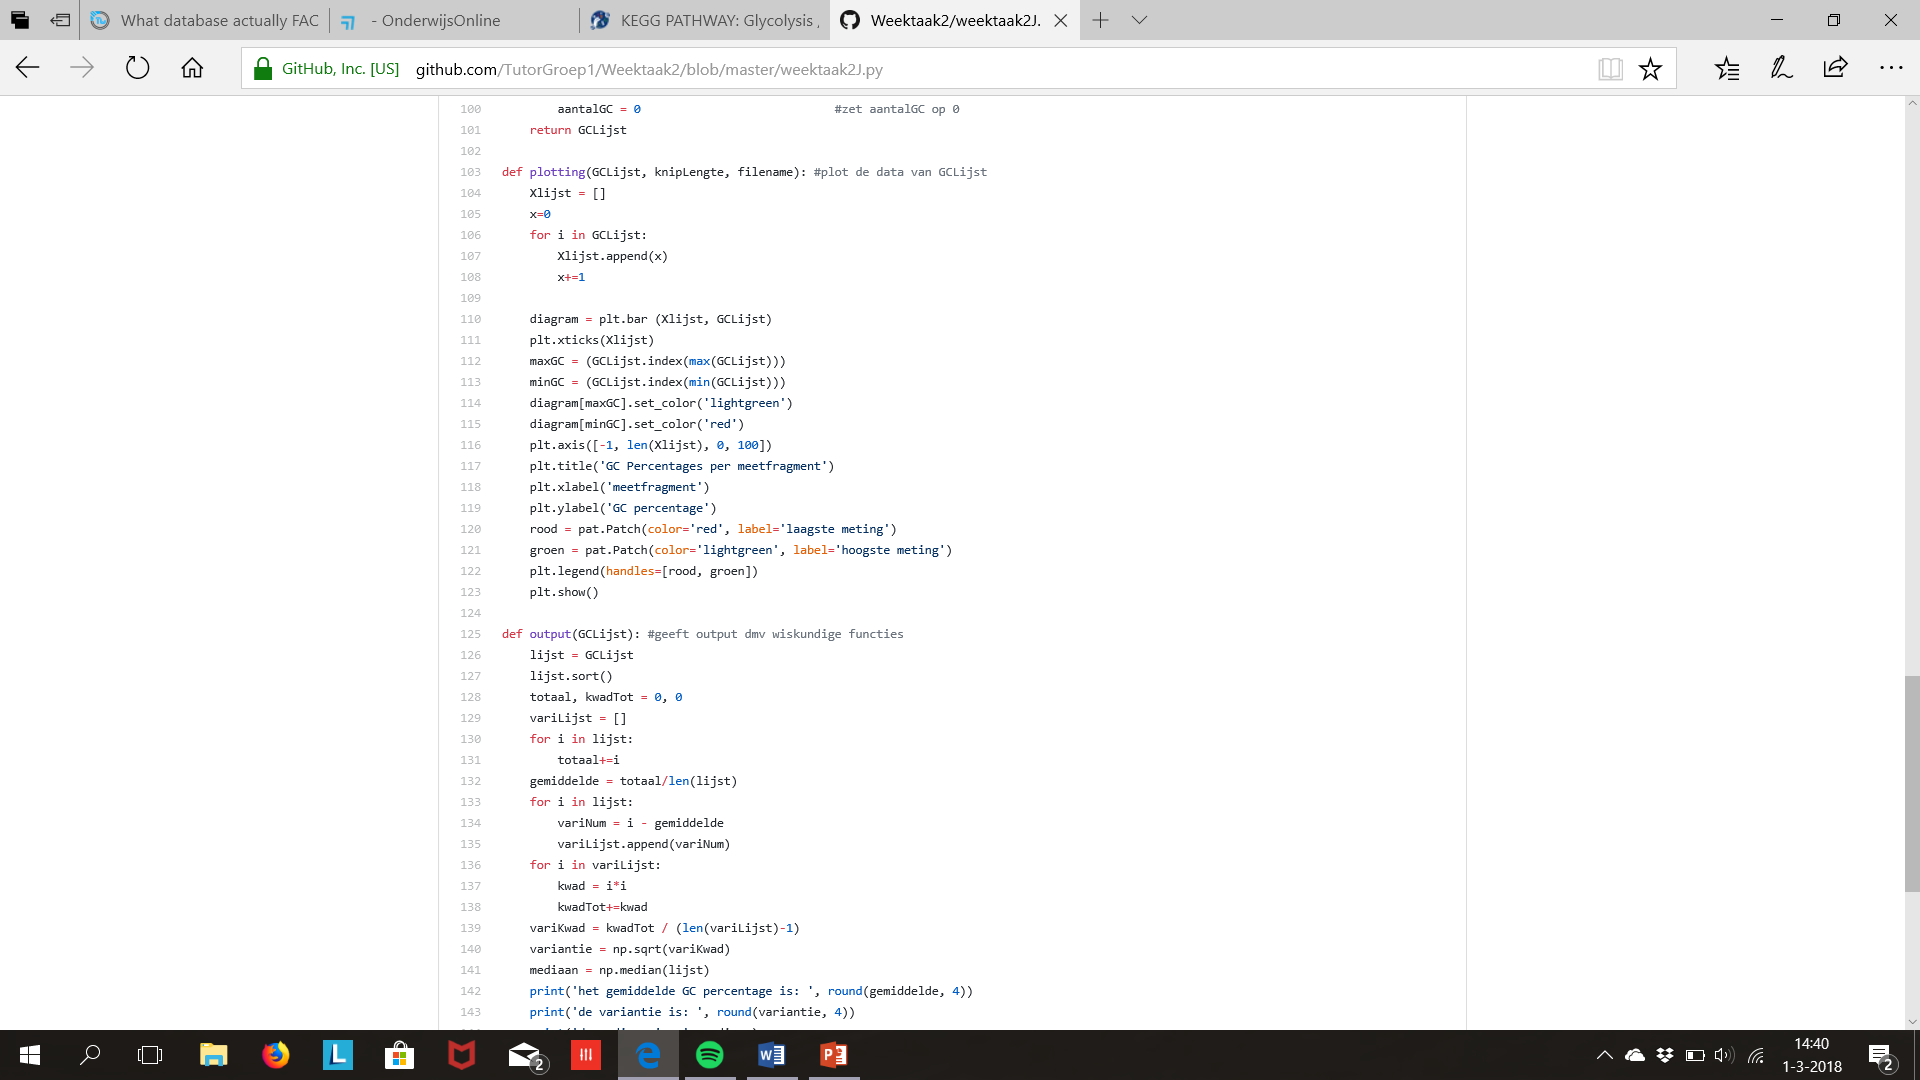 What database actually FAC
- OnderwijsOnline
KEGG PATHWAY: Glycolysis
Weektaak2/weektaak2J.
GitHub, Inc. [US] github.com/TutorGroep1/Weektaak2/blob/master/weektaak2J.py
100 aantalGC = 0 #zet aantalGC op 0
101 return GCLijst
102
103 def plotting(GCLijst, knipLengte, filename): #plot de data van GCLijst
104 Xlijst = []
105 x=0
106 for i in GCLijst:
107 Xlijst.append(x)
108 x+=1
109
110 diagram = plt.bar (Xlijst, GCLijst)
111 plt.xticks(Xlijst)
112 maxGC = (GCLijst.index(max(GCLijst)))
113 minGC = (GCLijst.index(min(GCLijst)))
114 diagram[maxGC].set_color('lightgreen')
115 diagram[minGC].set_color('red')
116 plt.axis([-1, len(Xlijst), 0, 100])
117 plt.title('GC Percentages per meetfragment')
118 plt.xlabel('meetfragment')
119 plt.ylabel('GC percentage')
120 rood = pat.Patch(color='red', label='laagste meting')
121 groen = pat.Patch(color='lightgreen', label='hoogste meting')
122 plt.legend(handles=[rood, groen])
123 plt.show()
124
125 def output(GCLijst): #geeft output dmv wiskundige functies
126 lijst = GCLijst
127 lijst.sort()
128 totaal, kwadTot = 0, 0
129 variLijst = []
130 for i in lijst:
131 totaal+=i
132 gemiddelde = totaal/len(lijst)
133 for i in lijst:
134 variNum = i - gemiddelde
135 variLijst.append(variNum)
136 for i in variLijst:
137 kwad = i*i
138 kwadTot+=kwad
139 variKwad = kwadTot / (len(variLijst)-1)
140 variantie = np.sqrt(variKwad)
141 mediaan = np.median(lijst)
142 print('het gemiddelde GC percentage is: ', round(gemiddelde, 4))
143 print('de variantie is: ', round(variantie, 4))
L
2
W
P
14:40
1-3-2018
2